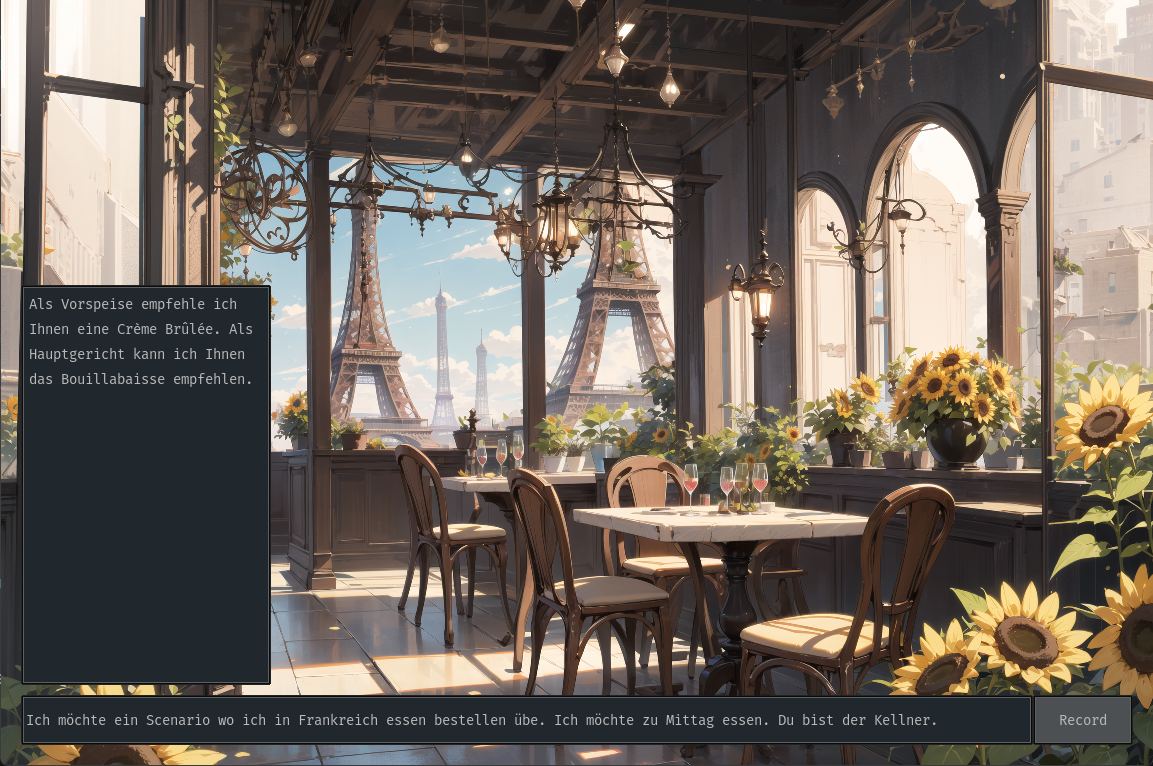 Als Vorspeise empfehle ich
Ihnen eine Crème Brûlée. Als
Hauptgericht kann ich Ihnen
das Bouillabaisse empfehlen.
Ich möchte ein Scenario wo ich in Frankreich essen bestellen übe. Ich möchte zu Mittag essen. Du bist der Kellner.
Record